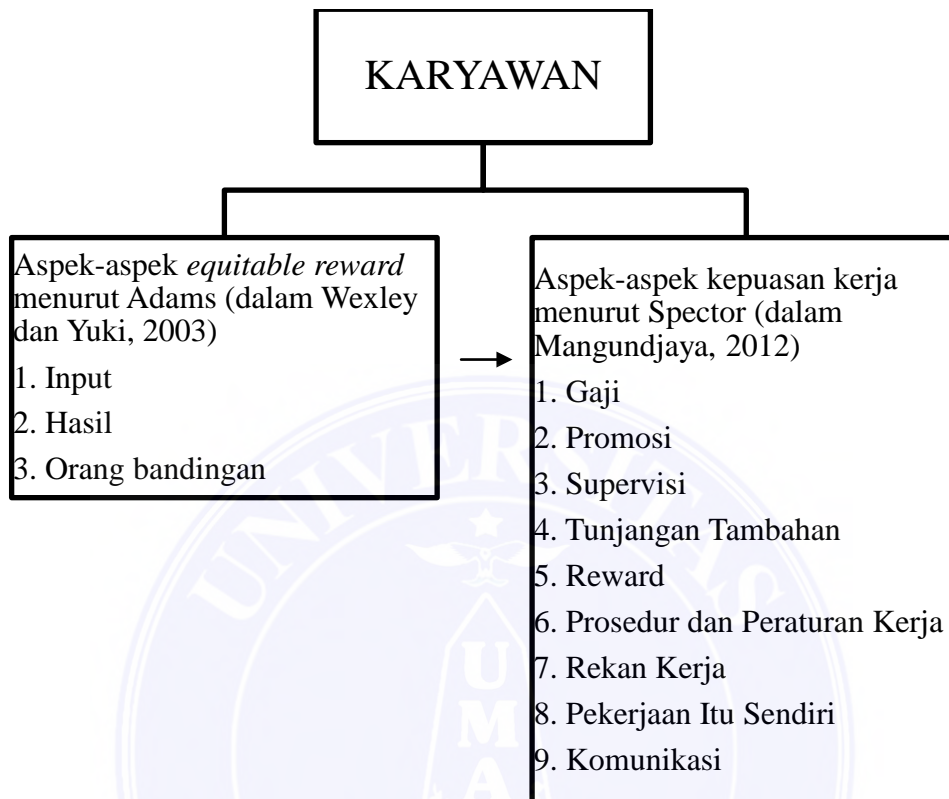 KARYAWAN
Aspek-aspek equitable reward
menurut Adams (dalam Wexley
dan Yuki, 2003)
1. Input
2. Hasil
3. Orang bandingan
Aspek-aspek kepuasan kerja
menurut Spector (dalam
Mangundjaya, 2012)
1. Gaji
2. Promosi
3. Supervisi
4. Tunjangan Tambahan
5. Reward
6. Prosedur dan Peraturan Kerja
7. Rekan Kerja
8. Pekerjaan Itu Sendiri
9. Komunikasi
UNIVERSITAS
UMA